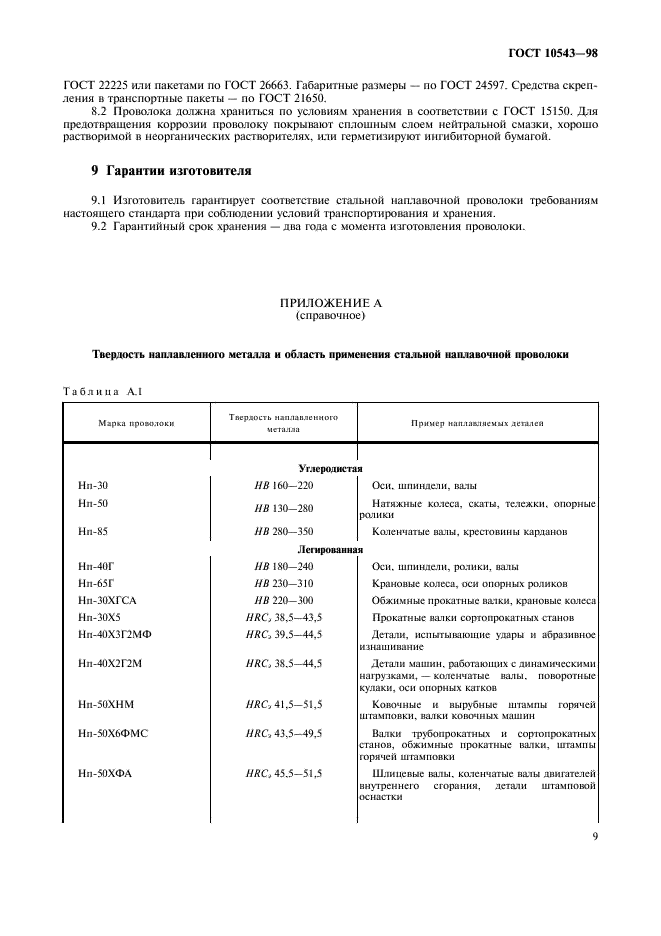 ГОСТ 10543—98
ГОСТ 22225 или пакетами по ГОСТ 26663. Габаритные размеры — по ГОСТ 24597. Средства скреп-
ления в транспортные пакеты — по ГОСТ 21650.
8.2 Проволока должна храниться по условиям хранения в соответствии с ГОСТ 15150. Для
предотвращения коррозии проволоку покрывают сплошным слоем нейтральной смазки, хорошо
растворимой в неорганических растворителях, или герметизируют ингибиторной бумагой.
9 Гарантии изготовителя
9.1 Изготовитель гарантирует соответствие стальной наплавочной проволоки требованиям
настоящего стандарта при соблюдении условий транспортирования и хранения.
9.2 Гарантийный срок хранения — два года с момента изготовления проволоки.
ПРИЛОЖЕНИЕ А
(справочное)
Твердость наплавленного металла и область применения стальной наплавочной проволоки
Таблица А.1
Марка проволоки
Твердость наплавленного
металла
Пример наплавляемых деталей
Углеродистая
Нп-30 HB 160—220 Оси, шпиндели, валы
Нп-50 HB 130—280 Натяжные колеса, скаты, тележки, опорные
ролики
Нп-85 HB 280—350 Коленчатые валы, крестовины карданов
Легированная
Нп-40Г HB 180—240 Оси, шпиндели, ролики, валы
Нп-65Г HB 230—310 Крановые колеса, оси опорных роликов
Нп-30ХГСА HB 220—300 Обжимные прокатные валки, крановые колеса
Нп-30Х5 HRCэ 38,5—43,5 Прокатные валки сортопрокатных станов
Нп-40Х3Г2МФ HRCэ 39,5—44,5 Детали, испытывающие удары и абразивное
изнашивание
Нп-40Х2Г2М HRCэ 38,5—44,5 Детали машин, работающих с динамическими
нагрузками, — коленчатые валы, поворотные
кулаки, оси опорных катков
Нп-50ХНМ HRCэ 41,5—51,5 Ковочные и вырубные штампы горячей
штамповки, валки ковочных машин
Нп-50Х6ФМС HRCэ 43,5—49,5 Валки трубопрокатных и сортопрокатных
станов, обжимные прокатные валки, штампы
горячей штамповки
Нп-50ХФА HRCэ 45,5—51,5 Шлицевые валы, коленчатые валы двигателей
внутреннего сгорания, детали штамповой
оснастки
9